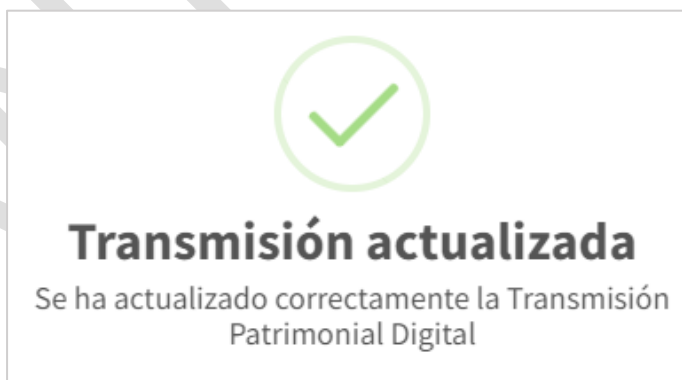 Transmisión actualizada
Se ha actualizado correctamente la Transmisión
Patrimonial Digital